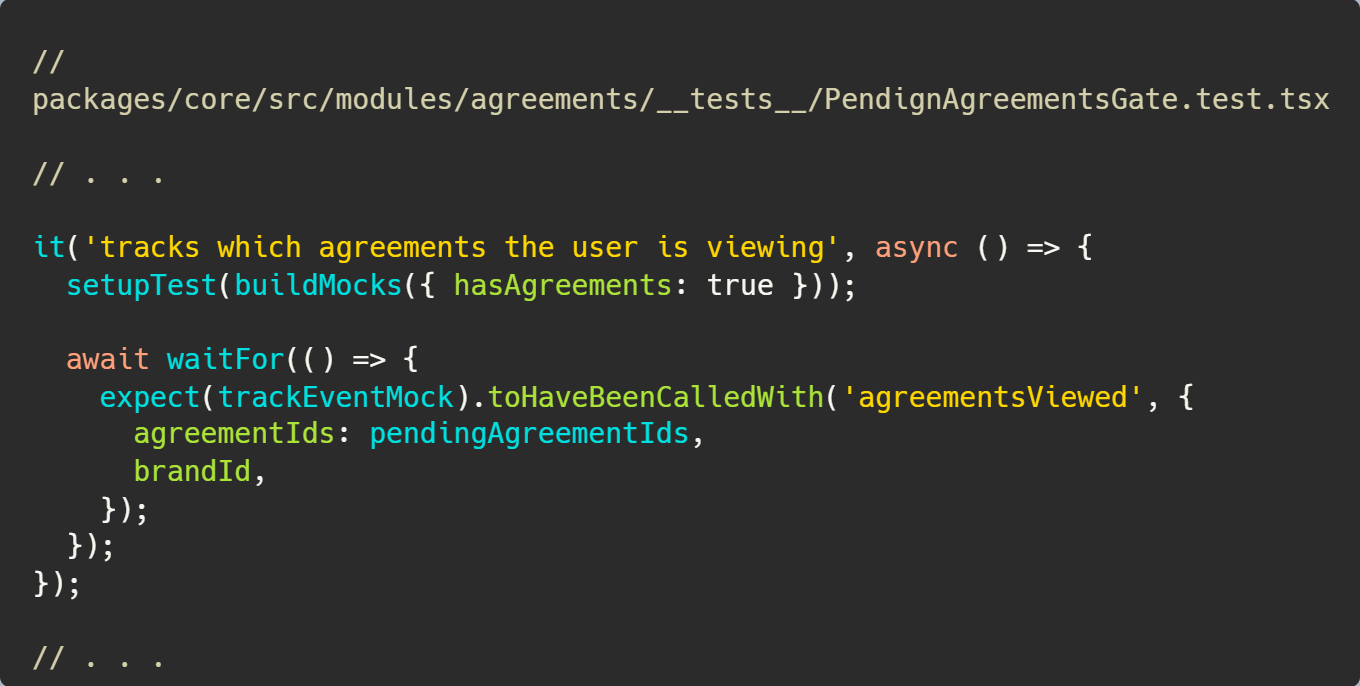 //
packages/core/src/modules/agreements/__tests__/PendignAgreementsGate.test.tsx
// . . .
it('tracks which agreements the user is viewing', async () => {
  setupTest(buildMocks({ hasAgreements: true }));
  await waitFor(() => {
    expect(trackEventMock).toHaveBeenCalledWith('agreementsViewed', {
      agreementIds: pendingAgreementIds,
      brandId,
    });
  });
});
// . . .